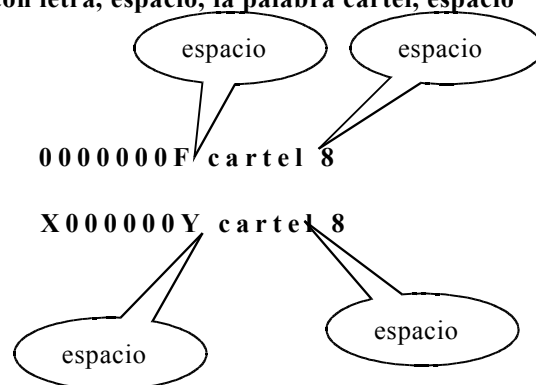 con letra, espacio, la palabra cartel, espacio
espacio espacio
0000000F cartel 8
X000000Y cartel 8
espacio
espacio